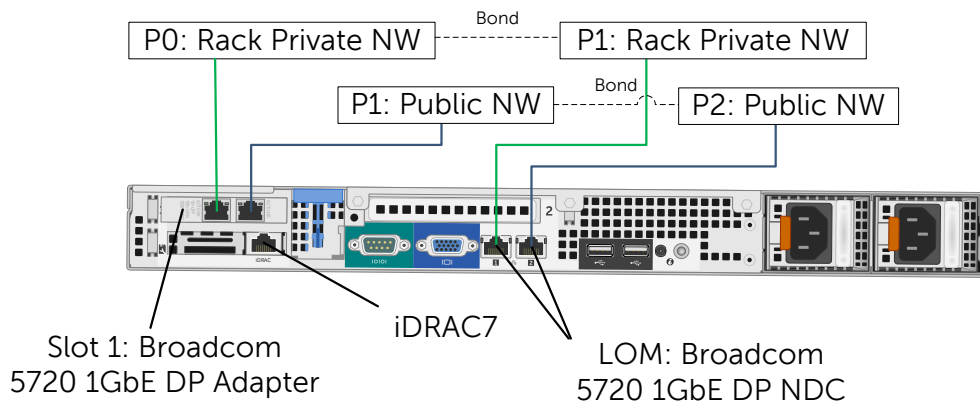 Bond
P0: Rack Private NW
P1: Rack Private NW
Bond
P1: Public NW
P2: Public NW
2
iDRAC
IOIOI
1
2
iDRAC7
Slot 1: Broadcom
5720 1GbE DP Adapter
LOM: Broadcom
5720 1GbE DP NDC